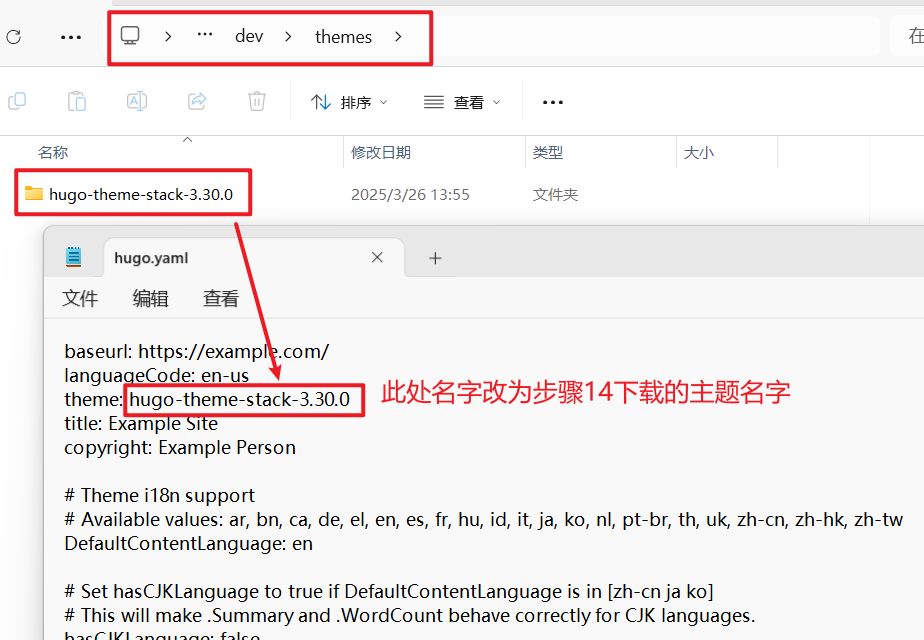 dev
themes
在
排序
查看
名称
修改日期
类型
大小
hugo-theme-stack-3.30.0
2025/3/26 13:55
文件夹
hugo.yaml
文件 编辑 查看
baseurl: https://example.com/
languageCode: en-us
theme: hugo-theme-stack-3.30.0
此处名字改为步骤14下载的主题名字
title: Example Site
copyright: Example Person
# Theme i18n support
# Available values: ar, bn, ca, de, el, en, es, fr, hu, id, it, ja, ko, nl, pt-br, th, uk, zh-cn, zh-hk, zh-tw
DefaultContentLanguage: en
# Set hasCJKLanguage to true if DefaultContentLanguage is in [zh-cn ja ko]
# This will make .Summary and .WordCount behave correctly for CJK languages.
hasCJKLanguage: false